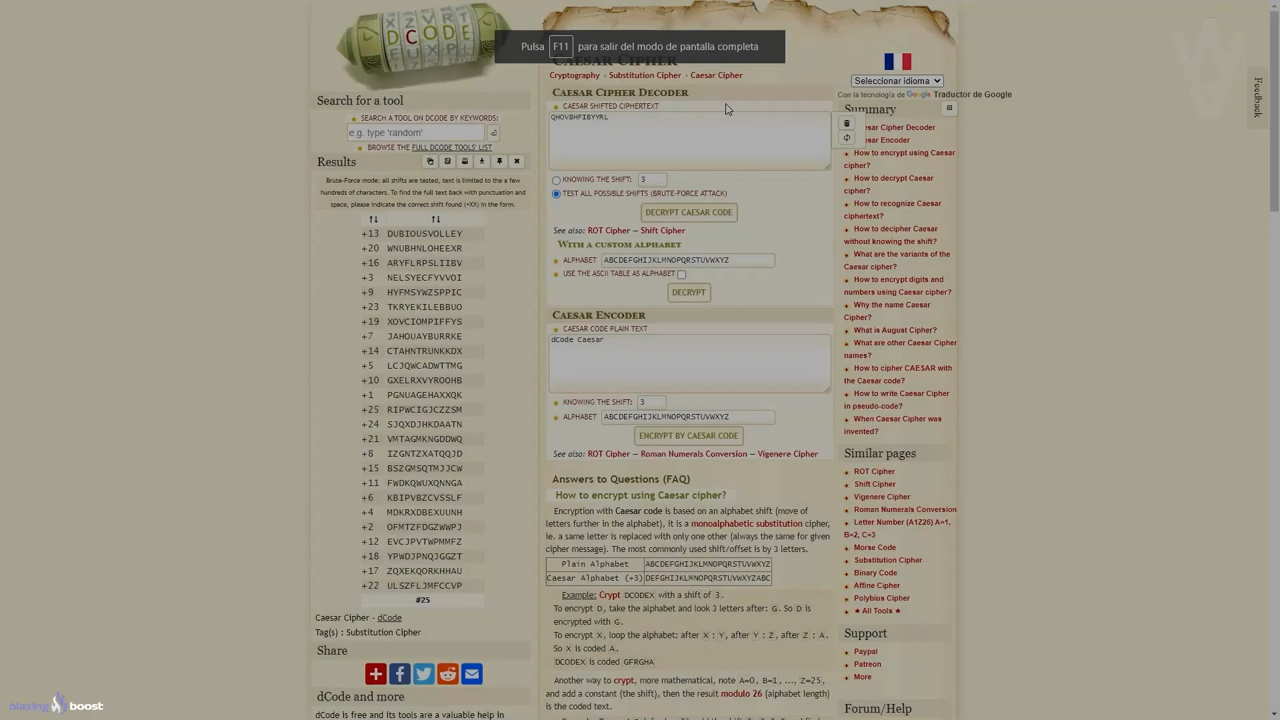 XZVRT
DCODE
FUXPL
Pulsa F11 para salir del modo de pantalla completa
CAESAR CIPHER
Cryptography › Substitution Cipher › Caesar Cipher
Seleccionar idioma
Con la tecnología de Google Traductor de Google
Feedback
Search for a tool
★ SEARCH A TOOL ON DCODE BY KEYWORDS:
e.g. type 'random'
★ BROWSE THE FULL DCODE TOOLS' LIST
Results
Brute-Force mode: all shifts are tested, text is limited to the few
hundreds of characters. To find the full text back with punctuation and
space, please indicate the correct shift found (+XX) in the form.
↑↓ ↑↓
+13 DUBIOUSVOLLEY
+20 WNUBHNLOHEEXR
+16 ARYFLRPSLIIBV
+3 NELSYECFYVVOI
+9 HYFMSYWZSPPIC
+23 TKRYEKILEBBUO
+19 XOVCIOMPIFFYS
+7 JAHOUAYBURRKE
+14 CTAHNTRUNKKDX
+5 LCJQWCADWTTMG
+10 GXELRXVYROOHB
+1 PGNUAGEHAXXQK
+25 RIPWCIGJCZZSM
+24 SJQXDJHKDAATN
+21 VMTAGMKNGDDWQ
+8 IZGNTZXATQQJD
+15 BSZGMSQTMJJCW
+11 FWDKQWUXQNNGA
+6 KBIPVBZCVSSLF
+4 MDKRXDBEXUUNH
+2 OFMTZFDGZWWPJ
+12 EVCJPVTWPMMFZ
+18 YPWDJPNQJGGZT
+17 ZQXEKQORKHHAU
+22 ULSZFLJMFCCVP
#25
Caesar Cipher - dCode
Tag(s) : Substitution Cipher
Share
dCode and more
dCode is free and its tools are a valuable help in
CAESAR CIPHER DECODER
★ CAESAR SHIFTED CIPHERTEXT
QHOVBHFIBYYRL
KNOWING THE SHIFT: 3
TEST ALL POSSIBLE SHIFTS (BRUTE-FORCE ATTACK)
DECRYPT CAESAR CODE
See also: ROT Cipher — Shift Cipher
WITH A CUSTOM ALPHABET
★ ALPHABET ABCDEFGHIJKLMNOPQRSTUVWXYZ
★ USE THE ASCII TABLE AS ALPHABET
DECRYPT
CAESAR ENCODER
★ CAESAR CODE PLAIN TEXT
dCode Caesar
★ KNOWING THE SHIFT: 3
★ ALPHABET ABCDEFGHIJKLMNOPQRSTUVWXYZ
ENCRYPT BY CAESAR CODE
See also: ROT Cipher — Roman Numerals Conversion — Vigenere Cipher
Answers to Questions (FAQ)
How to encrypt using Caesar cipher?
Encryption with Caesar code is based on an alphabet shift (move of
letters further in the alphabet), it is a monoalphabetic substitution cipher,
ie. a same letter is replaced with only one other (always the same for given
cipher message). The most commonly used shift/offset is by 3 letters.
Plain Alphabet ABCDEFGHIJKLMNOPQRSTUVWXYZ
Caesar Alphabet (+3) DEFGHIJKLMNOPQRSTUVWXYZABC
Example: Crypt DCODEX with a shift of 3.
To encrypt D, take the alphabet and look 3 letters after: G. So D is
encrypted with G.
To encrypt X, loop the alphabet: after X : Y, after Y : Z, after Z : A.
So X is coded A.
DCODEX is coded GFRGHA
Another way to crypt, more mathematical, note A=0, B=1, ..., Z=25,
and add a constant (the shift), then the result modulo 26 (alphabet length)
is the coded text.
Summary
Caesar Cipher Decoder
Caesar Encoder
How to encrypt using Caesar
cipher?
How to decrypt Caesar
cipher?
How to recognize Caesar
ciphertext?
How to decipher Caesar
without knowing the shift?
What are the variants of the
Caesar cipher?
How to encrypt digits and
numbers using Caesar cipher?
Why the name Caesar
Cipher?
What is August Cipher?
What are other Caesar Cipher
names?
How to cipher CAESAR with
the Caesar code?
How to write Caesar Cipher
in pseudo-code?
When Caesar Cipher was
invented?
Similar pages
ROT Cipher
Shift Cipher
Vigenere Cipher
Roman Numerals Conversion
Letter Number (A1Z26) A=1,
B=2, C=3
Morse Code
Substitution Cipher
Binary Code
Affine Cipher
Polybius Cipher
★ All Tools ★
Support
Paypal
Patreon
More
Forum/Help
blazing boost